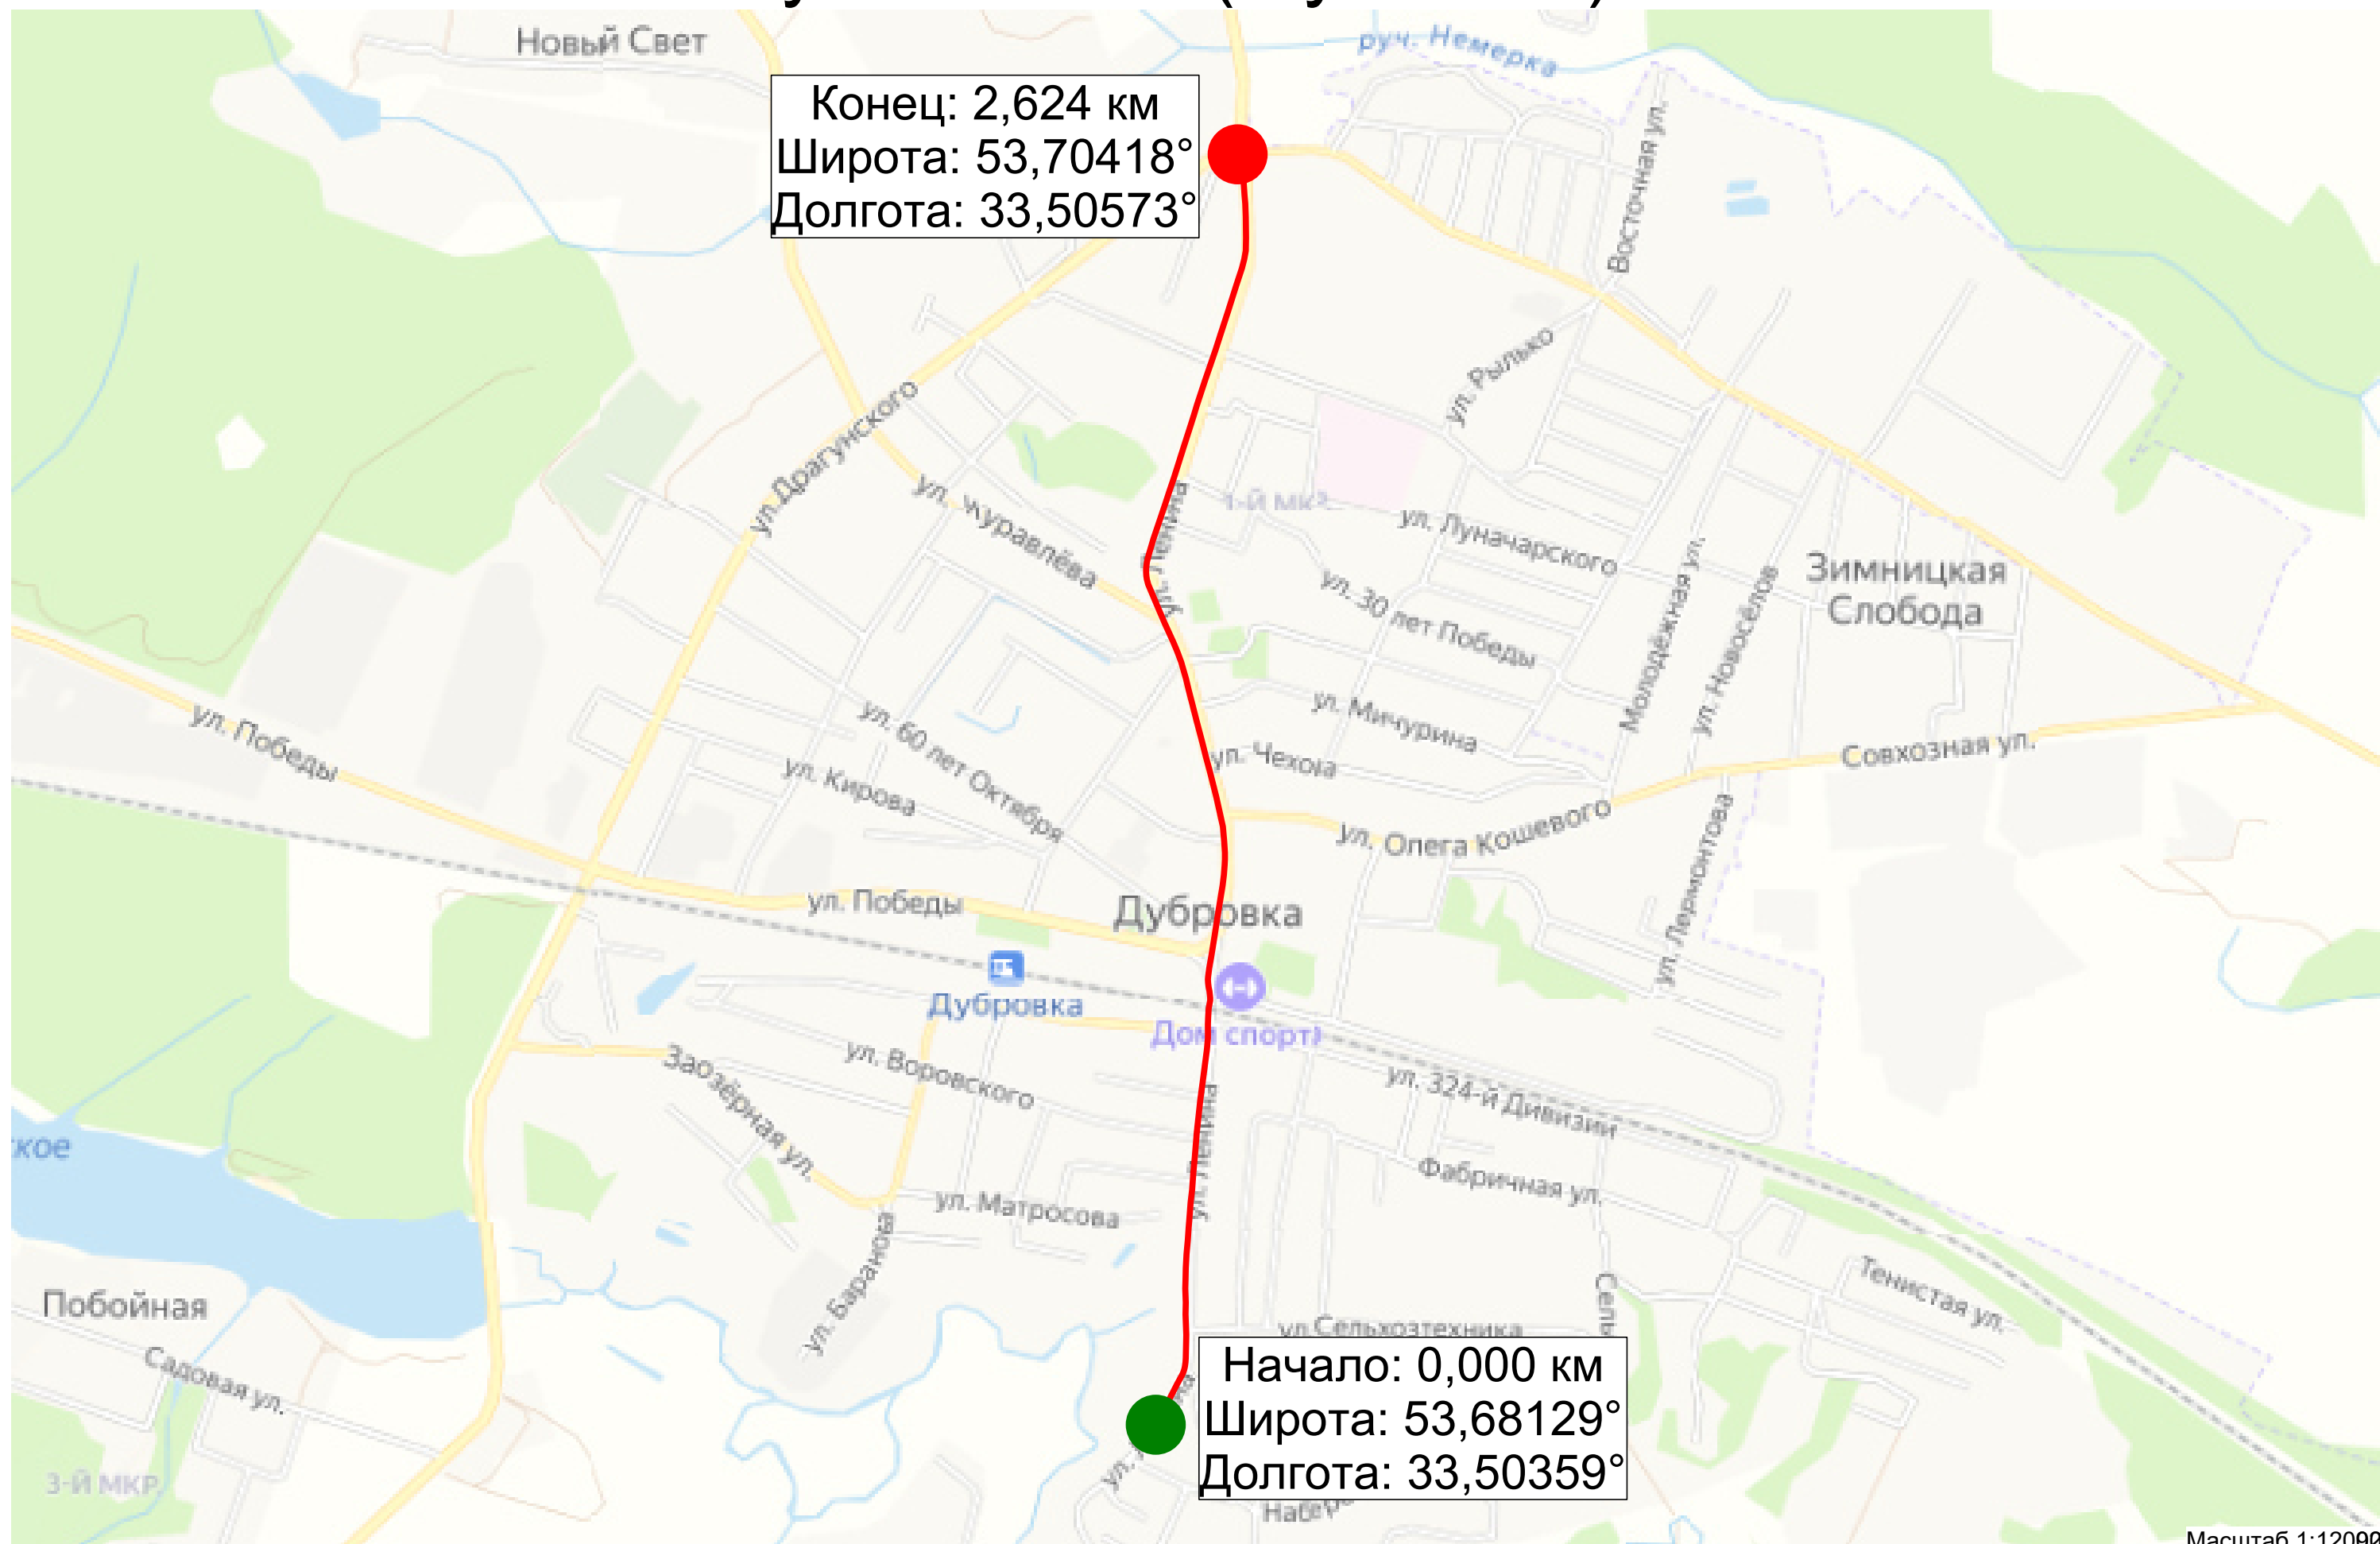 Новый Свет
руч. Немерка
Конец: 2,624 км
Широта: 53,70418°
Долгота: 33,50573°
Восточная ул.
ул. Рылько
ул. Драгунского
ул. Журавлёва
ул. Ленина
1-й МКР
ул. Луначарского
ул. 30 лет Победы
Зимницкая
Слобода
Молодёжная ул.
ул. Новосёлов
ул. Мичурина
ул. Чехова
Совхозная ул.
ул. Победы
ул. 60 лет Октября
ул. Кирова
ул. Олега Кошевого
ул. Лермонтова
ул. Победы
Дубровка
Дубровка
Дом спорта
ул. Воровского
Заозёрная ул.
ул. 324-й Дивизии
ул. Ленина
Фабричная ул.
ул. Матросова
ул. Баранова
ское
Побойная
Садовая ул.
Тенистая ул.
Сель
ул. Сельхозтехника
Начало: 0,000 км
Широта: 53,68129°
Долгота: 33,50359°
3-й МКР.
Набер